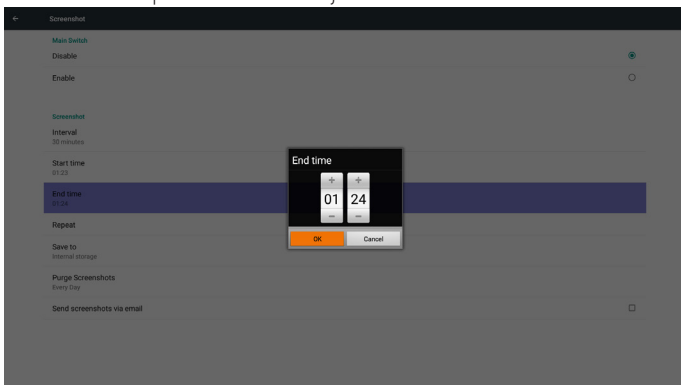 Screenshot
Main Switch
Disable
Enable
Screenshot
Interval
30 minutes
Start time
01:23
End time
01:24
Repeat
Save to
Internal storage
Purge Screenshots
Every Day
Send screenshots via email
End time
+ +
01 24
− −
OK Cancel